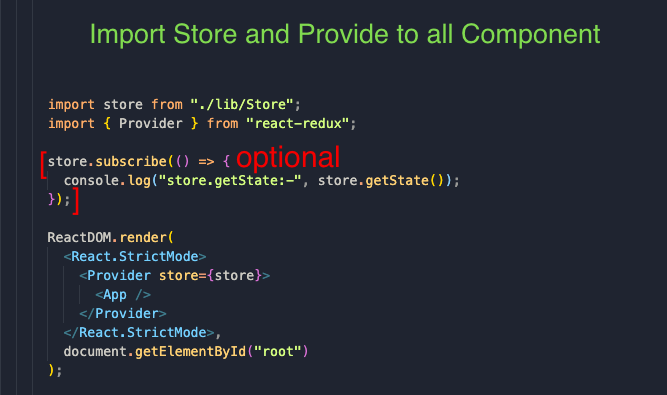 Import Store and Provide to all Component
import store from "./lib/Store";
import { Provider } from "react-redux";
[store.subscribe(() => { optional
console.log("store.getState:-", store.getState());
});]
ReactDOM.render(
<React.StrictMode>
<Provider store={store}>
<App />
</Provider>
</React.StrictMode>,
document.getElementById("root")
);